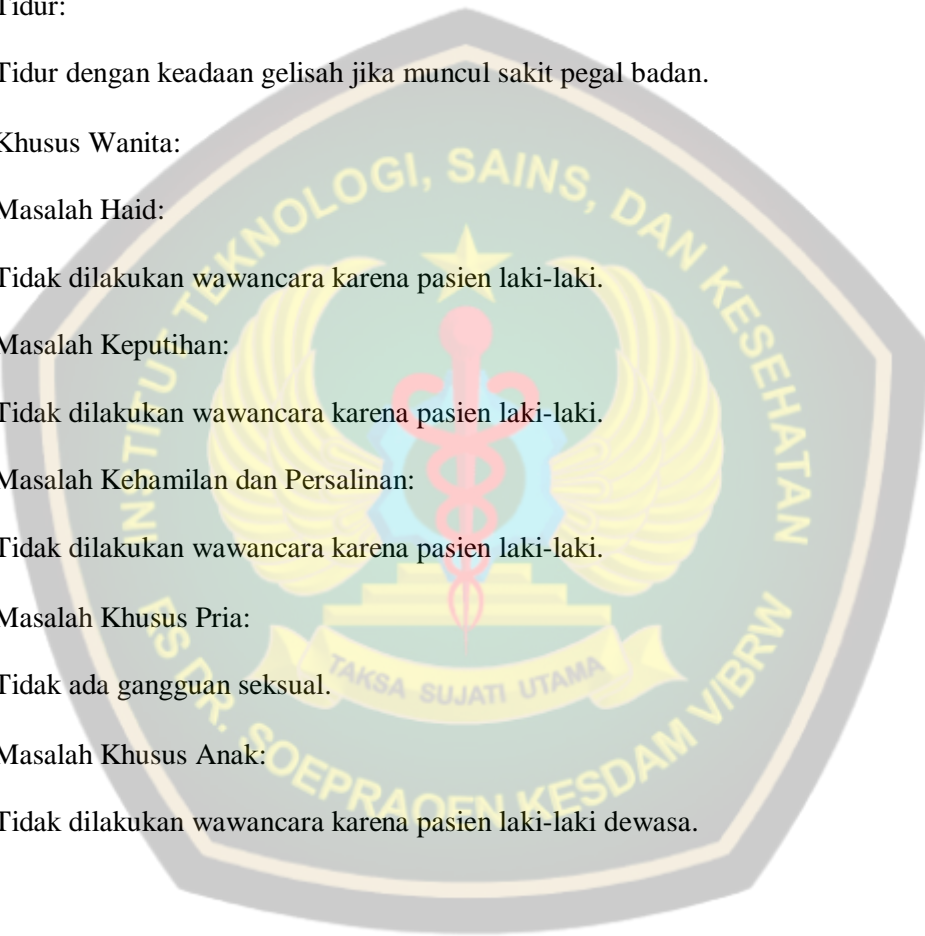 Tidur:
Tidur dengan keadaan gelisah jika muncul sakit pegal badan.
Khusus Wanita:
Masalah Haid:
Tidak dilakukan wawancara karena pasien laki-laki.
Masalah Keputihan:
Tidak dilakukan wawancara karena pasien laki-laki.
Masalah Kehamilan dan Persalinan:
Tidak dilakukan wawancara karena pasien laki-laki.
Masalah Khusus Pria:
Tidak ada gangguan seksual.
Masalah Khusus Anak:
Tidak dilakukan wawancara karena pasien laki-laki dewasa.
INSTITUT TEKNOLOGI, SAINS, DAN KESEHATAN
RS DR. SOEPRAOEN KESDAM V/BRW
TAKSA SUJATI UTAMA